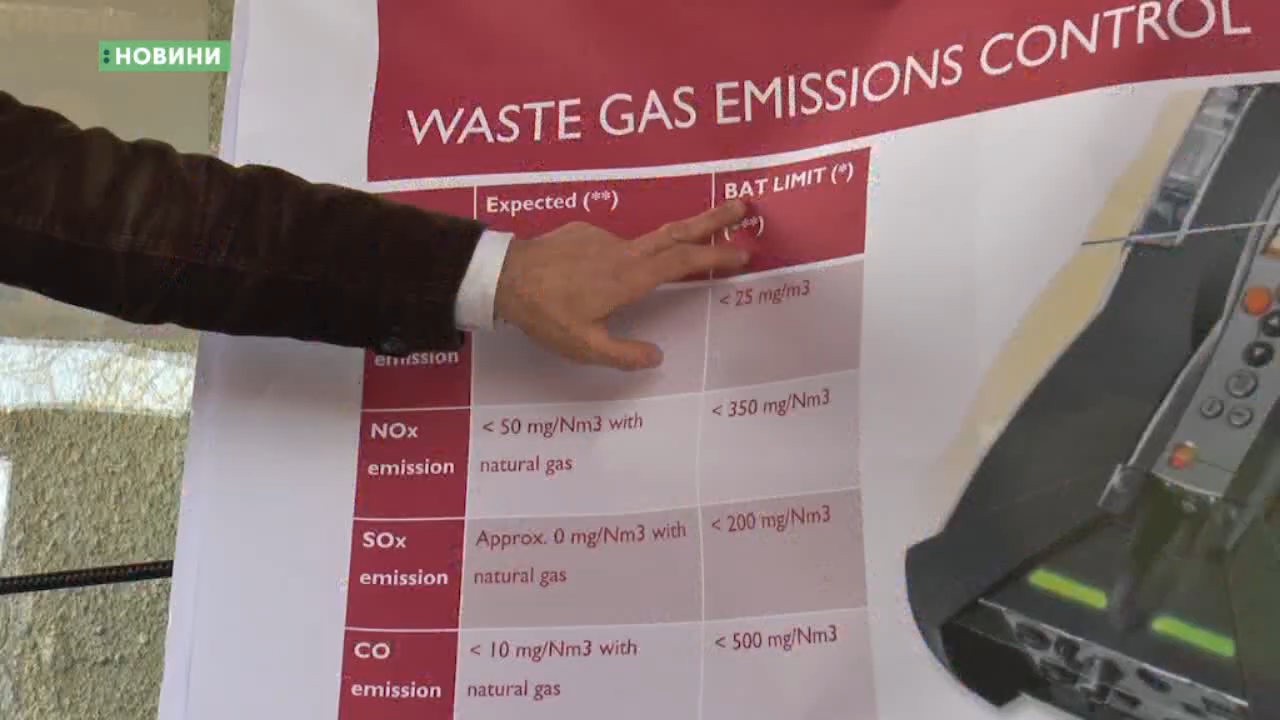 :НОВИНИ
WASTE GAS EMISSIONS CONTROL
Expected (**)
BAT LIMIT (*)
(***)
emission
< 25 mg/m3
NOx
emission
< 50 mg/Nm3 with
natural gas
< 350 mg/Nm3
SOx
emission
Approx. 0 mg/Nm3 with
natural gas
< 200 mg/Nm3
CO
emission
< 10 mg/Nm3 with
natural gas
< 500 mg/Nm3